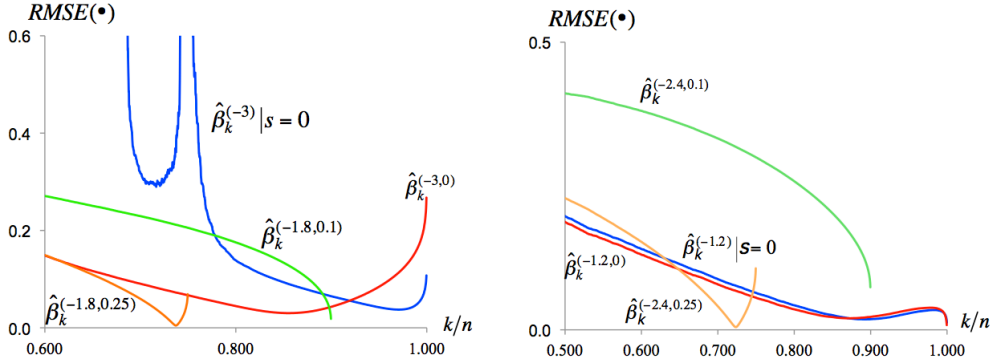 RMSE(•)
0.6
0.4
0.2
0.0
0.600
0.800
1.000
k/n
β̂ₖ^(−3) | s = 0
β̂ₖ^(−3,0)
β̂ₖ^(−1.8,0.1)
β̂ₖ^(−1.8,0.25)
RMSE(•)
0.5
0.0
0.500
0.600
0.700
0.800
0.900
1.000
k/n
β̂ₖ^(−2.4,0.1)
β̂ₖ^(−1.2) | s = 0
β̂ₖ^(−1.2,0)
β̂ₖ^(−2.4,0.25)